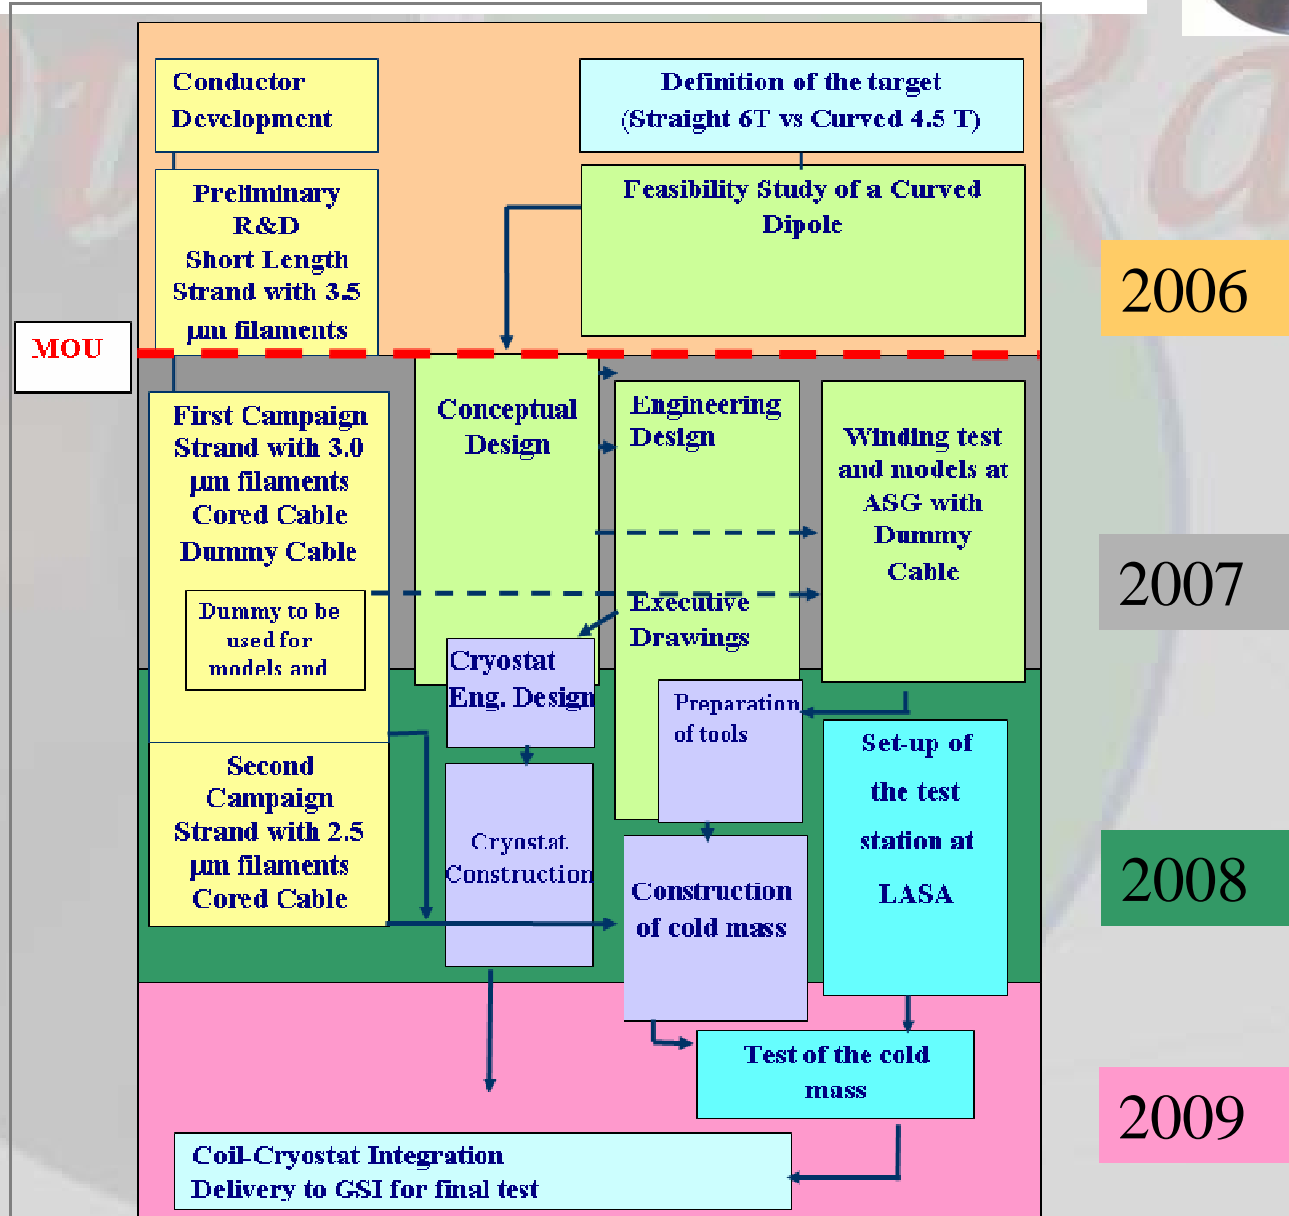 Conductor
Development
Definition of the target
(Straight 6T vs Curved 4.5 T)
Preliminary
R&D
Short Length
Strand with 3.5
µm filaments
Feasibility Study of a Curved
Dipole
2006
MOU
First Campaign
Strand with 3.0
µm filaments
Cored Cable
Dummy Cable
Dummy to be
used for
models and
Conceptual
Design
Engineering
Design
Executive
Drawings
Winding test
and models at
ASG with
Dummy
Cable
2007
Cryostat
Eng. Design
Preparation
of tools
Second
Campaign
Strand with 2.5
µm filaments
Cored Cable
Cryostat
Construction
Construction
of cold mass
Set-up of
the test
station at
LASA
2008
Test of the cold
mass
2009
Coil-Cryostat Integration
Delivery to GSI for final test